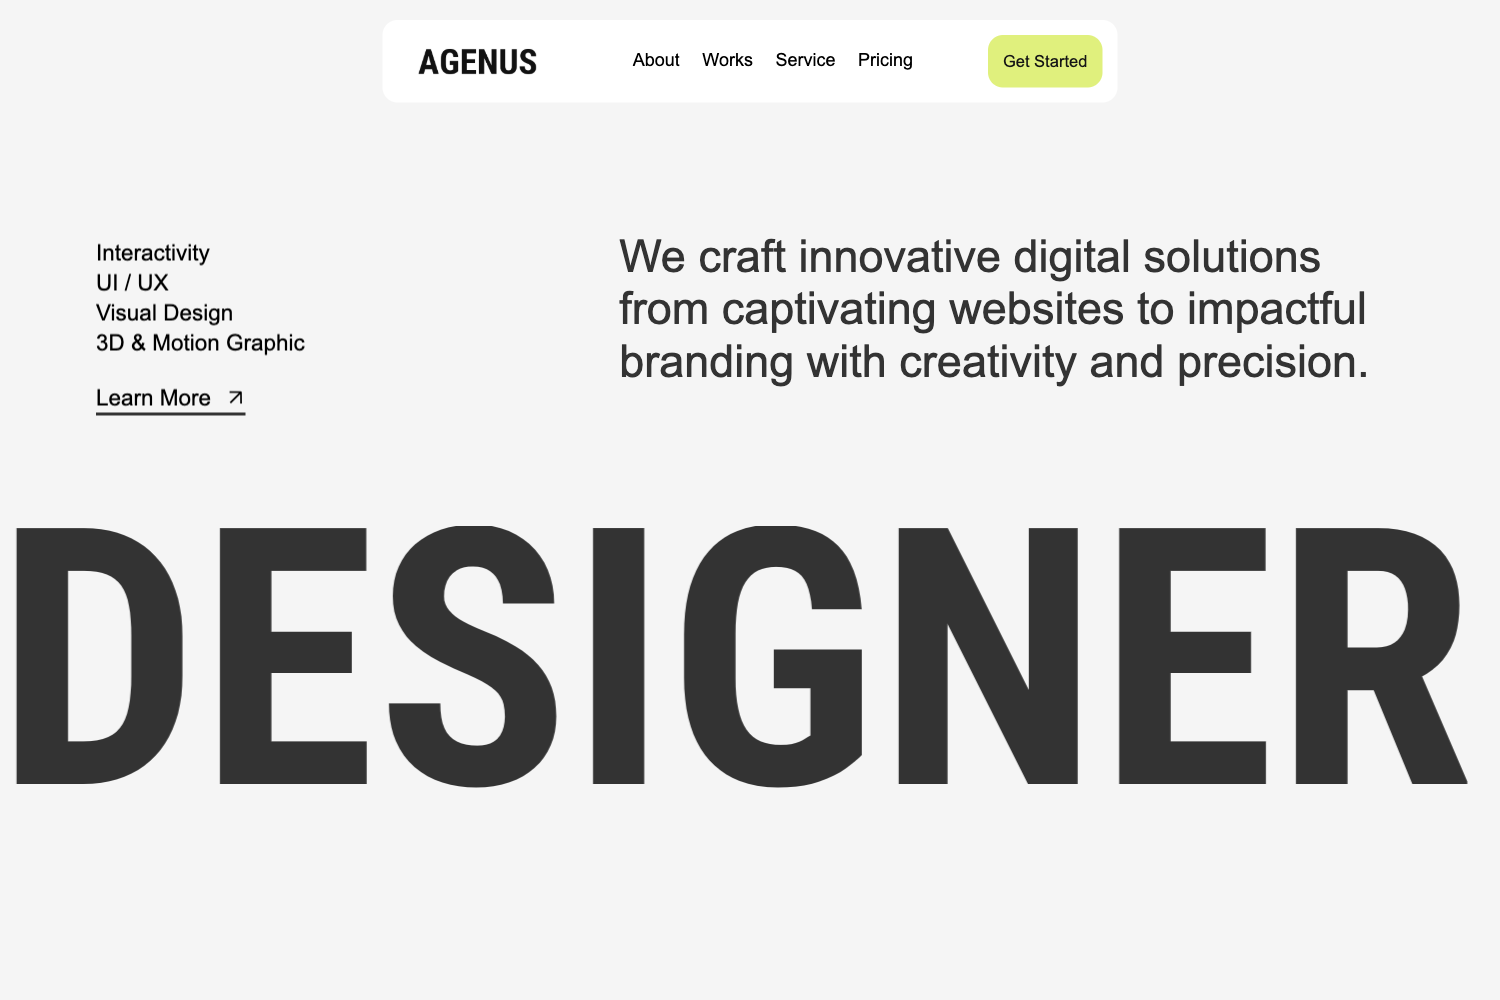 AGENUS
About Works Service Pricing
Get Started
Interactivity
UI / UX
Visual Design
3D & Motion Graphic
Learn More
We craft innovative digital solutions
from captivating websites to impactful
branding with creativity and precision.
DESIGNER